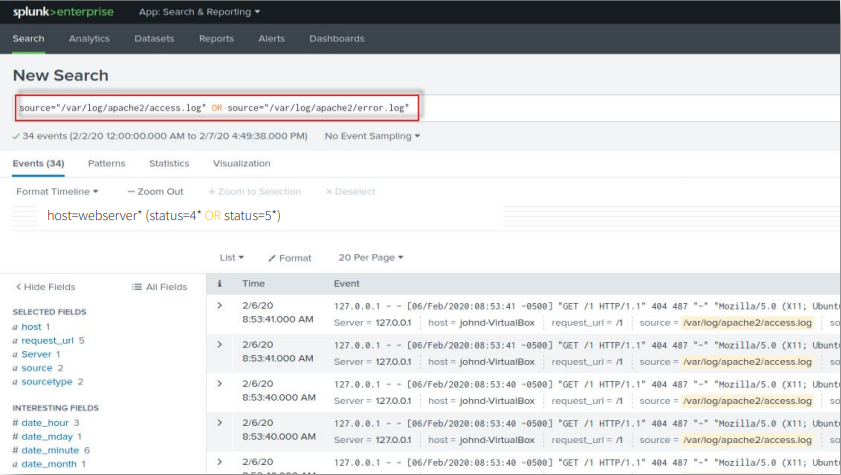 splunk>enterprise App: Search & Reporting
Search Analytics Datasets Reports Alerts Dashboards
New Search
source="/var/log/apache2/access.log" OR source="/var/log/apache2/error.log"
34 events (2/2/20 12:00:00.000 AM to 2/7/20 4:49:38.000 PM) No Event Sampling
Events (34) Patterns Statistics Visualization
Format Timeline — Zoom Out + Zoom to Selection × Deselect
host=webserver* (status=4* OR status=5*)
List Format 20 Per Page
< Hide Fields All Fields
SELECTED FIELDS
a host 1
a request_url 5
a Server 1
a source 2
a sourcetype 2
INTERESTING FIELDS
# date_hour 3
# date_mday 1
# date_minute 6
a date_month 1
i Time Event
> 2/6/20 127.0.0.1 - - [06/Feb/2020:08:53:41 -0500] "GET /1 HTTP/1.1" 404 487 "-" "Mozilla/5.0 (X11; Ubunt
8:53:41.000 AM Server = 127.0.0.1 host = johnd-VirtualBox request_url = /1 source = /var/log/apache2/access.log so
> 2/6/20 127.0.0.1 - - [06/Feb/2020:08:53:41 -0500] "GET /1 HTTP/1.1" 404 487 "-" "Mozilla/5.0 (X11; Ubunt
8:53:41.000 AM Server = 127.0.0.1 host = johnd-VirtualBox request_url = /1 source = /var/log/apache2/access.log so
> 2/6/20 127.0.0.1 - - [06/Feb/2020:08:53:40 -0500] "GET /1 HTTP/1.1" 404 487 "-" "Mozilla/5.0 (X11; Ubunt
8:53:40.000 AM Server = 127.0.0.1 host = johnd-VirtualBox request_url = /1 source = /var/log/apache2/access.log so
> 2/6/20 127.0.0.1 - - [06/Feb/2020:08:53:40 -0500] "GET /1 HTTP/1.1" 404 487 "-" "Mozilla/5.0 (X11; Ubunt
8:53:40.000 AM Server = 127.0.0.1 host = johnd-VirtualBox request_url = /1 source = /var/log/apache2/access.log so
> 2/6/20 127.0.0.1 - - [06/Feb/2020:08:53:40 -0500] "GET /1 HTTP/1.1" 404 487 "-" "Mozilla/5.0 (X11; Ubunt